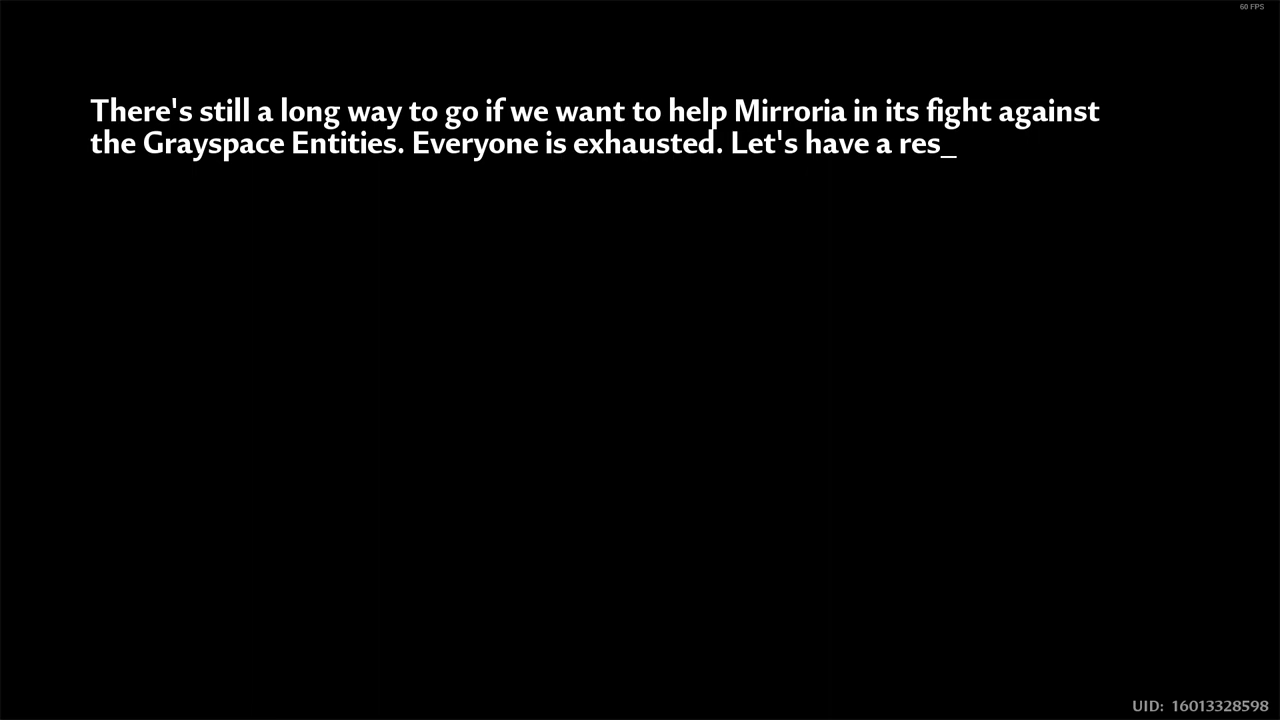 60 FPS
There's still a long way to go if we want to help Mirroria in its fight against
the Grayspace Entities. Everyone is exhausted. Let's have a res_
UID: 16013328598